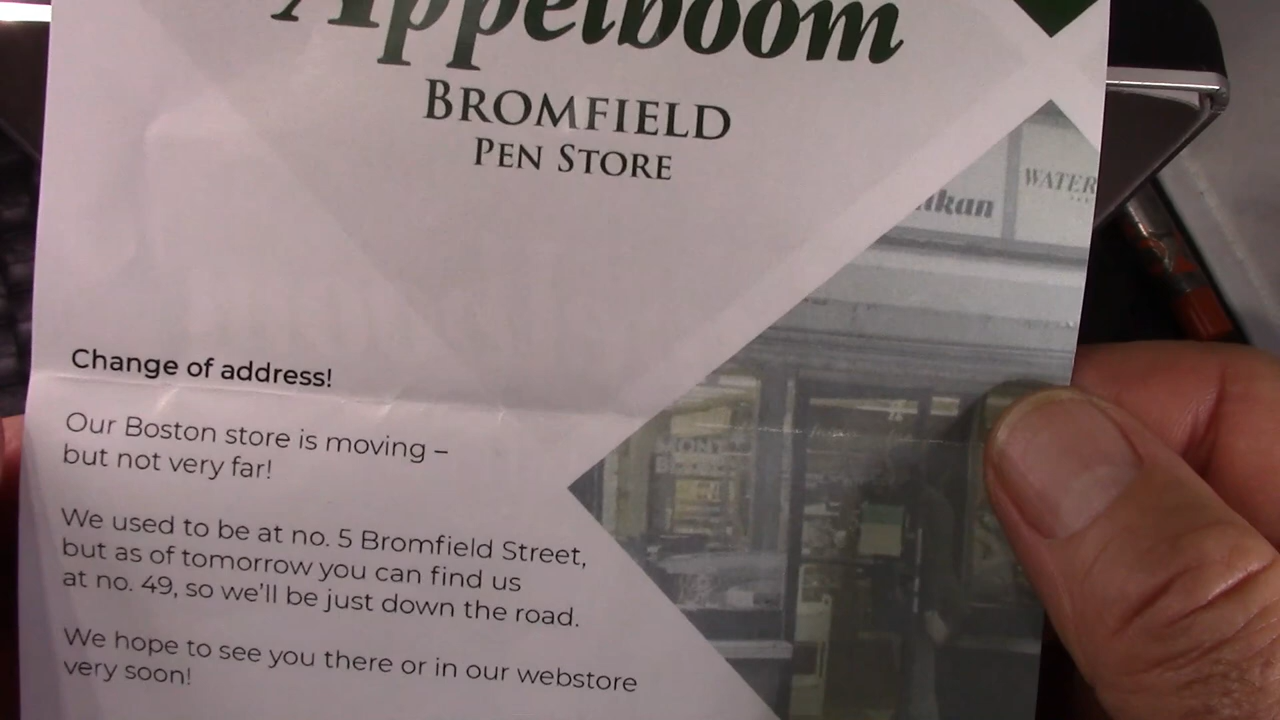 Appelboom
BROMFIELD
PEN STORE
WATER
Change of address!
Our Boston store is moving –
but not very far!
We used to be at no. 5 Bromfield Street,
but as of tomorrow you can find us
at no. 49, so we'll be just down the road.
We hope to see you there or in our webstore
very soon!